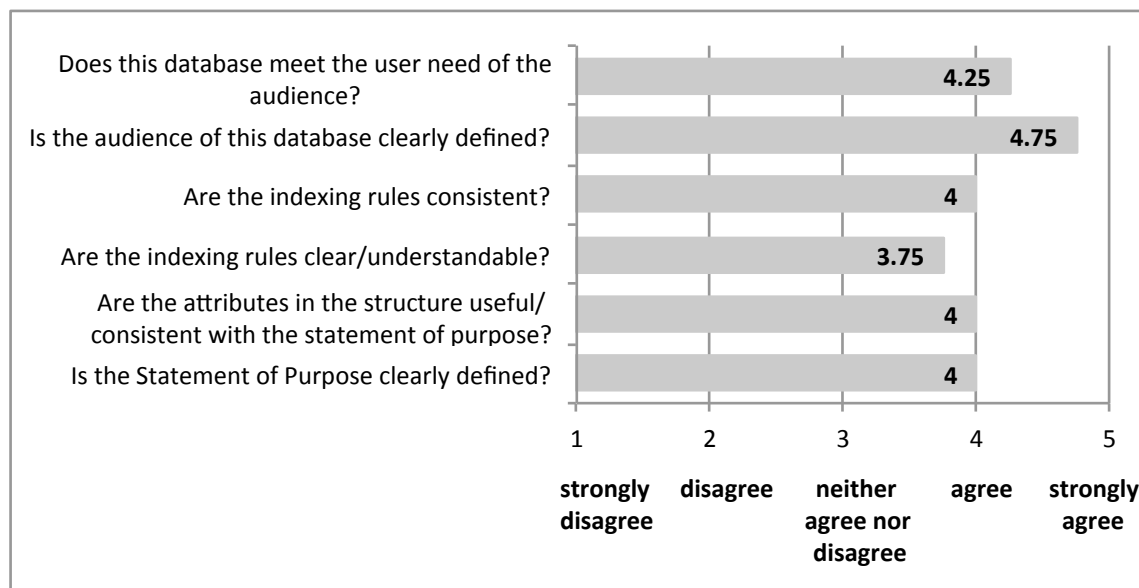 Does this database meet the user need of the
audience?
4.25
Is the audience of this database clearly defined?
4.75
Are the indexing rules consistent?
4
Are the indexing rules clear/understandable?
3.75
Are the attributes in the structure useful/
consistent with the statement of purpose?
4
Is the Statement of Purpose clearly defined?
4
1 2 3 4 5
strongly disagree neither agree strongly
disagree agree nor agree
disagree